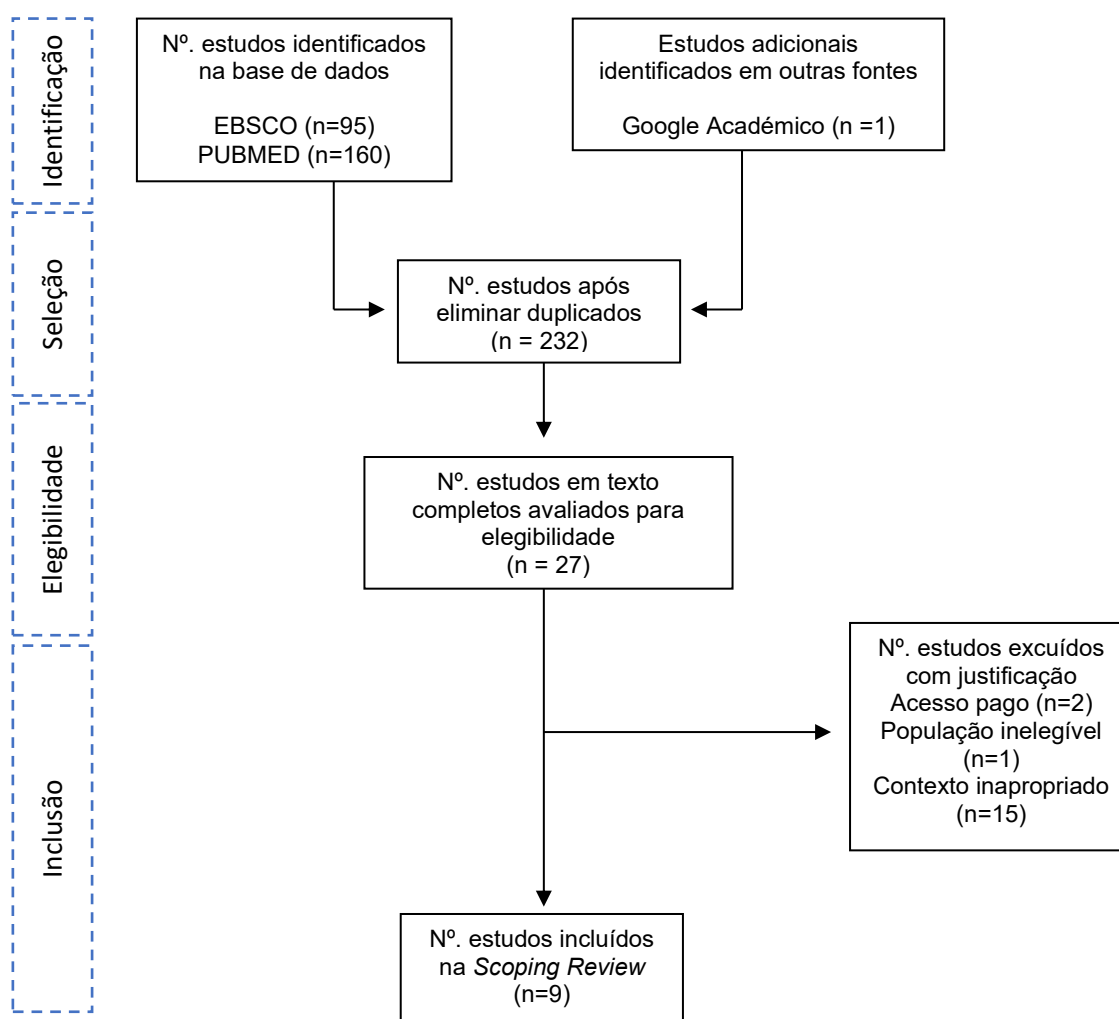 Identificação
Nº. estudos identificados
na base de dados
EBSCO (n=95)
PUBMED (n=160)
Estudos adicionais
identificados em outras fontes
Google Académico (n =1)
Seleção
Nº. estudos após
eliminar duplicados
(n = 232)
Elegibilidade
Nº. estudos em texto
completos avaliados para
elegibilidade
(n = 27)
Inclusão
Nº. estudos excuídos
com justificação
Acesso pago (n=2)
População inelegível
(n=1)
Contexto inapropriado
(n=15)
Nº. estudos incluídos
na Scoping Review
(n=9)